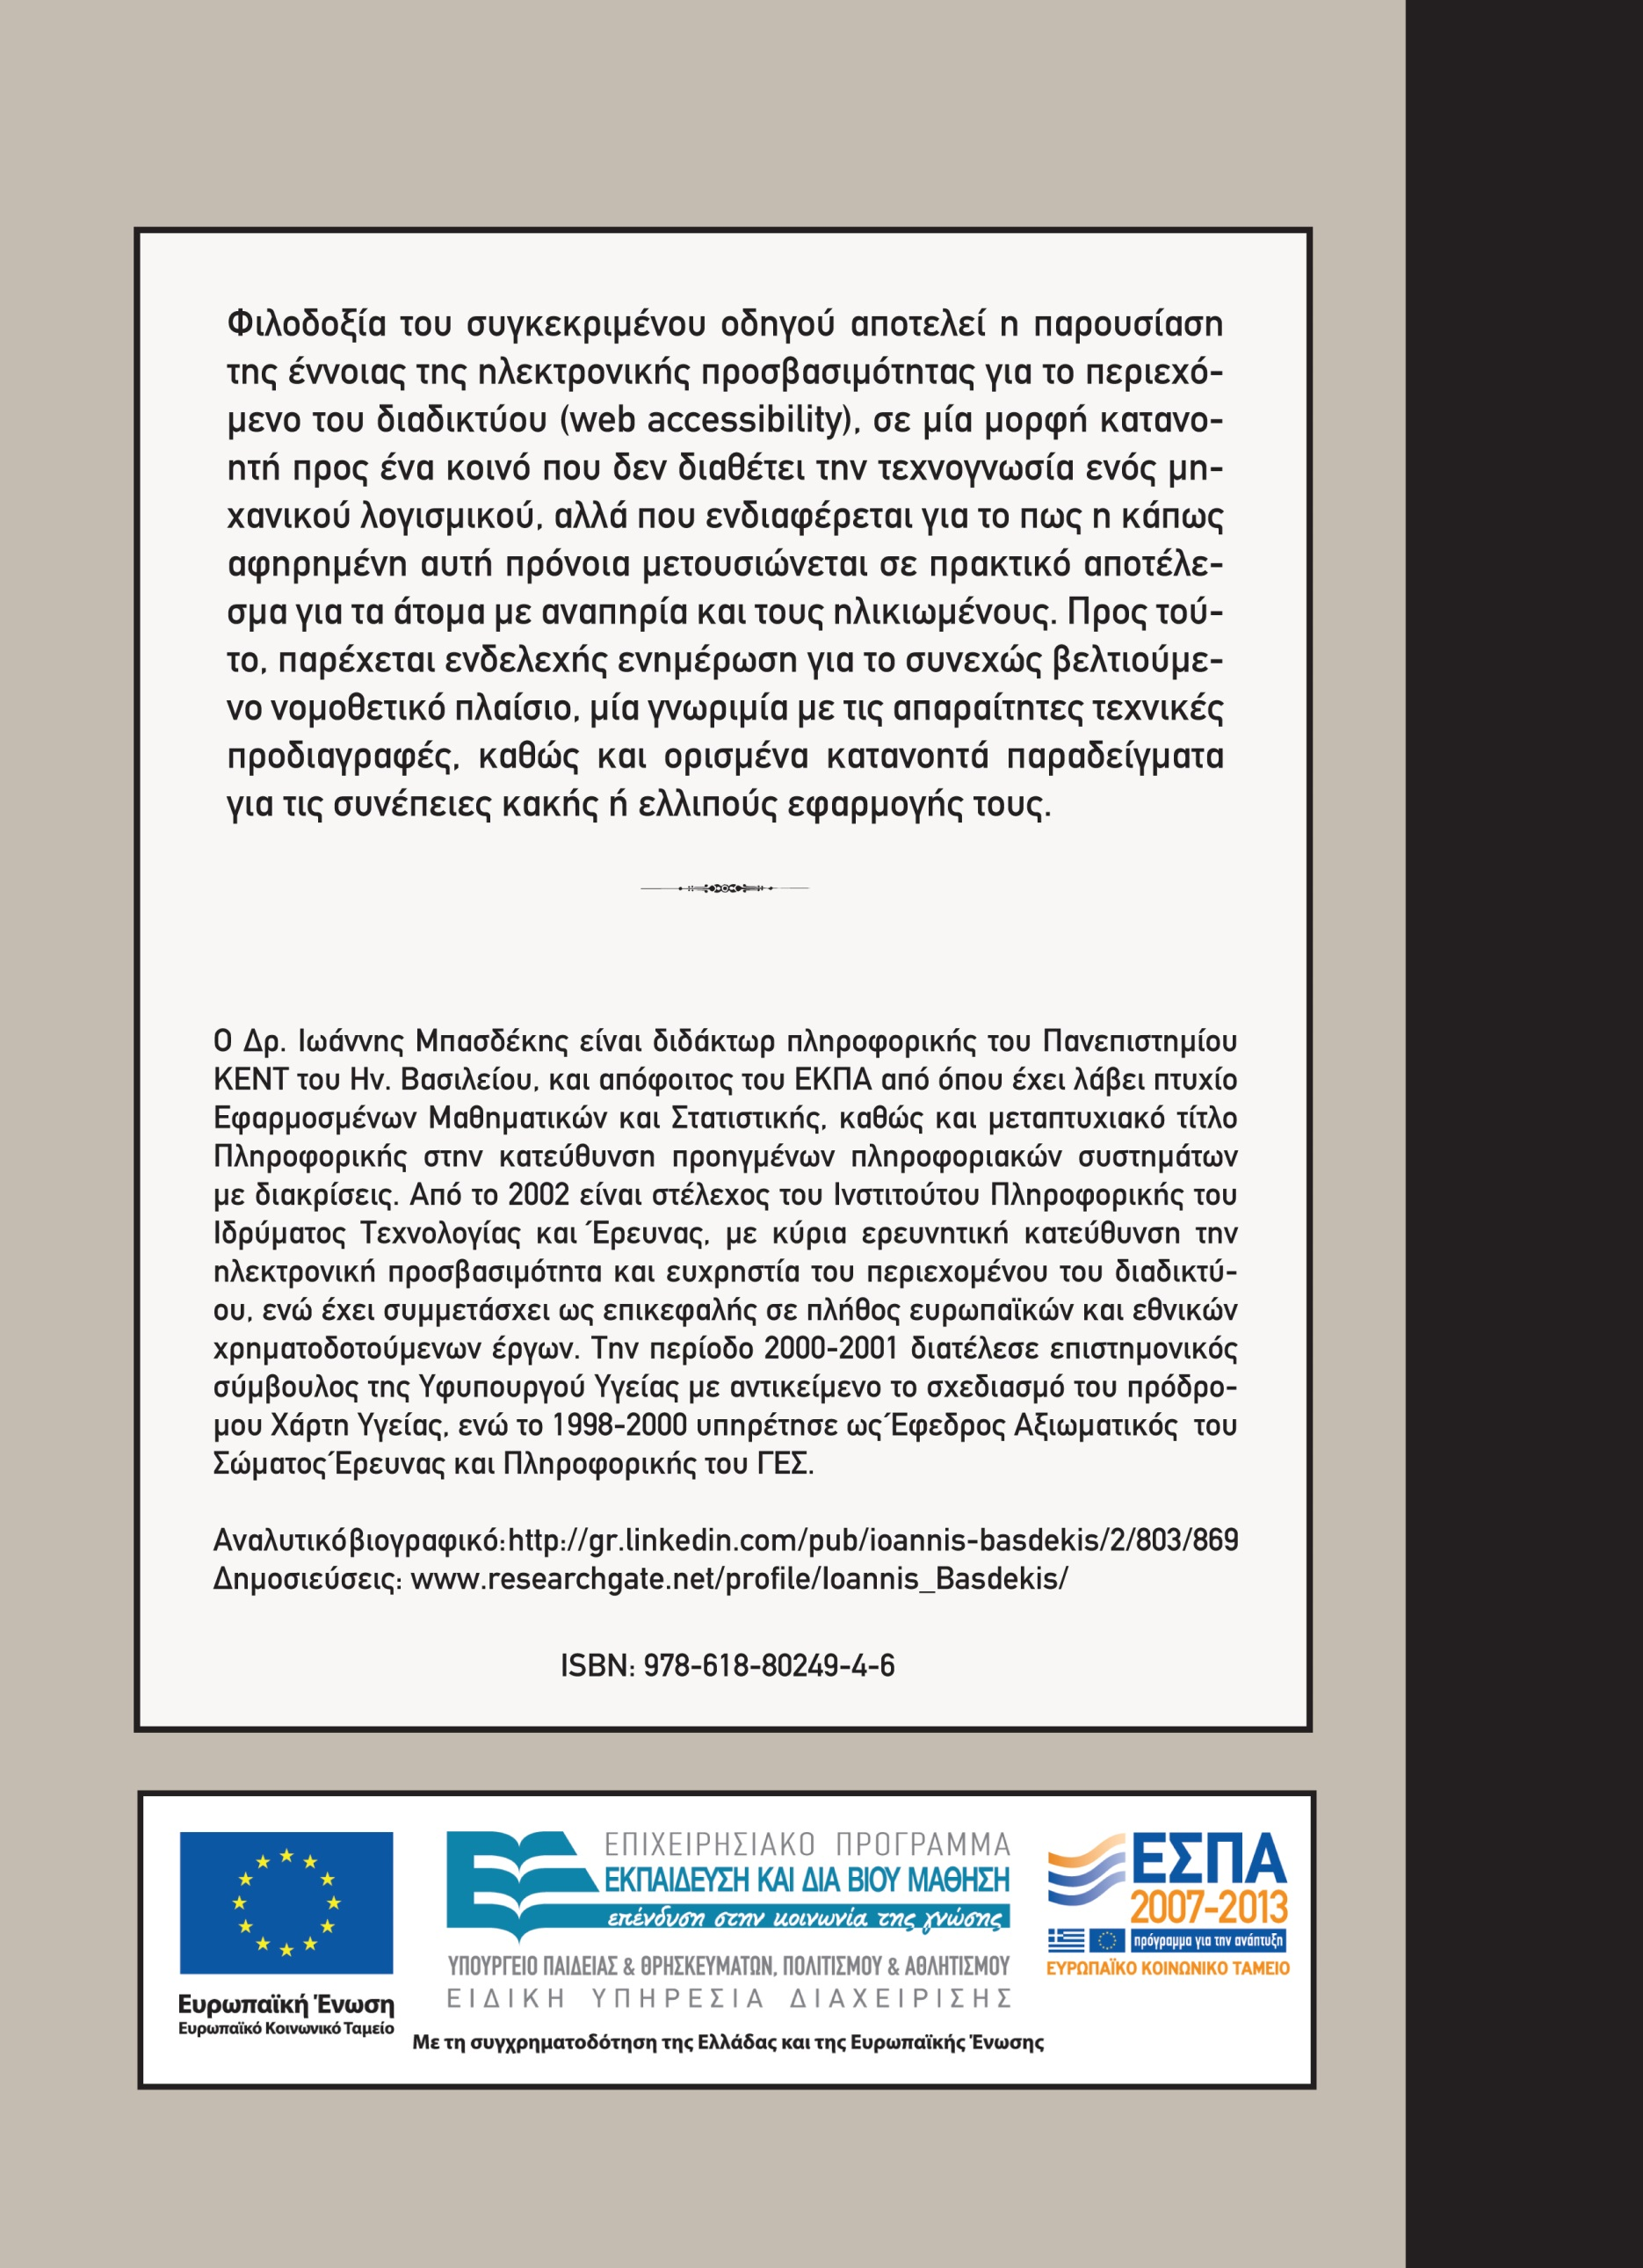 Φιλοδοξία του συγκεκριμένου οδηγού αποτελεί η παρουσίαση
της έννοιας της ηλεκτρονικής προσβασιμότητας για το περιεχό-
μενο του διαδικτύου (web accessibility), σε μία μορφή κατανο-
ητή προς ένα κοινό που δεν διαθέτει την τεχνογνωσία ενός μη-
χανικού λογισμικού, αλλά που ενδιαφέρεται για το πως η κάπως
αφηρημένη αυτή πρόνοια μετουσιώνεται σε πρακτικό αποτέλε-
σμα για τα άτομα με αναπηρία και τους ηλικιωμένους. Προς τού-
το, παρέχεται ενδελεχής ενημέρωση για το συνεχώς βελτιούμε-
νο νομοθετικό πλαίσιο, μία γνωριμία με τις απαραίτητες τεχνικές
προδιαγραφές, καθώς και ορισμένα κατανοητά παραδείγματα
για τις συνέπειες κακής ή ελλιπούς εφαρμογής τους.
Ο Δρ. Ιωάννης Μπασδέκης είναι διδάκτωρ πληροφορικής του Πανεπιστημίου
ΚΕΝΤ του Ην. Βασιλείου, και απόφοιτος του ΕΚΠΑ από όπου έχει λάβει πτυχίο
Εφαρμοσμένων Μαθηματικών και Στατιστικής, καθώς και μεταπτυχιακό τίτλο
Πληροφορικής στην κατεύθυνση προηγμένων πληροφοριακών συστημάτων
με διακρίσεις. Από το 2002 είναι στέλεχος του Ινστιτούτου Πληροφορικής του
Ιδρύματος Τεχνολογίας και Έρευνας, με κύρια ερευνητική κατεύθυνση την
ηλεκτρονική προσβασιμότητα και ευχρηστία του περιεχομένου του διαδικτύ-
ου, ενώ έχει συμμετάσχει ως επικεφαλής σε πλήθος ευρωπαϊκών και εθνικών
χρηματοδοτούμενων έργων. Την περίοδο 2000-2001 διατέλεσε επιστημονικός
σύμβουλος της Υφυπουργού Υγείας με αντικείμενο το σχεδιασμό του πρόδρο-
μου Χάρτη Υγείας, ενώ το 1998-2000 υπηρέτησε ως Έφεδρος Αξιωματικός του
Σώματος Έρευνας και Πληροφορικής του ΓΕΣ.
Αναλυτικό βιογραφικό: http://gr.linkedin.com/pub/ioannis-basdekis/2/803/869
Δημοσιεύσεις: www.researchgate.net/profile/Ioannis_Basdekis/
ISBN: 978-618-80249-4-6
Ευρωπαϊκή Ένωση
Ευρωπαϊκό Κοινωνικό Ταμείο
ΕΠΙΧΕΙΡΗΣΙΑΚΟ ΠΡΟΓΡΑΜΜΑ
ΕΚΠΑΙΔΕΥΣΗ ΚΑΙ ΔΙΑ ΒΙΟΥ ΜΑΘΗΣΗ
επένδυση στην κοινωνία της γνώσης
ΥΠΟΥΡΓΕΙΟ ΠΑΙΔΕΙΑΣ & ΘΡΗΣΚΕΥΜΑΤΩΝ, ΠΟΛΙΤΙΣΜΟΥ & ΑΘΛΗΤΙΣΜΟΥ
ΕΙΔΙΚΗ ΥΠΗΡΕΣΙΑ ΔΙΑΧΕΙΡΙΣΗΣ
Με τη συγχρηματοδότηση της Ελλάδας και της Ευρωπαϊκής Ένωσης
ΕΣΠΑ
2007-2013
πρόγραμμα για την ανάπτυξη
ΕΥΡΩΠΑΪΚΟ ΚΟΙΝΩΝΙΚΟ ΤΑΜΕΙΟ